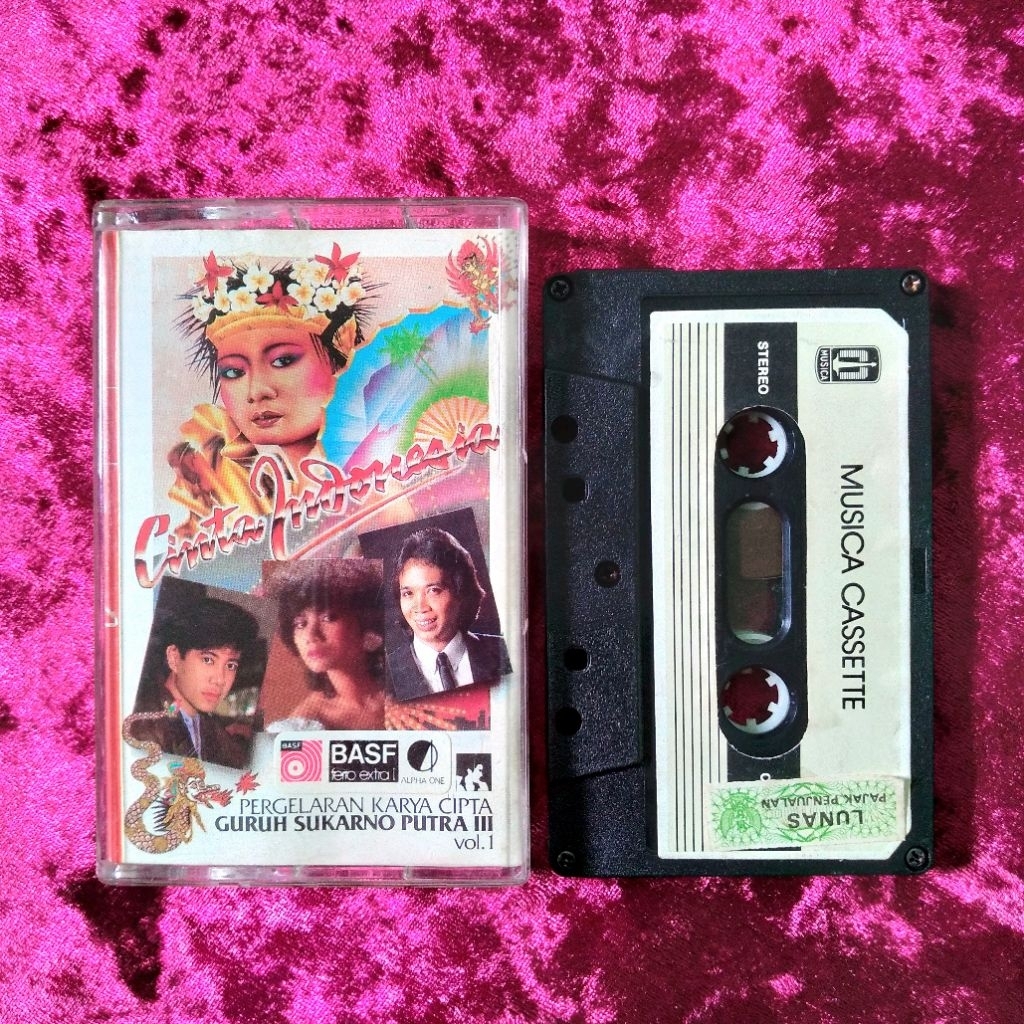 Cinta Indonesia
BASF
BASF
ferro extra I
ALPHA ONE
PERGELARAN KARYA CIPTA
GURUH SUKARNO PUTRA III
vol.1
MUSICA
STEREO
MUSICA CASSETTE
LUNAS
PAJAK PENJUALAN